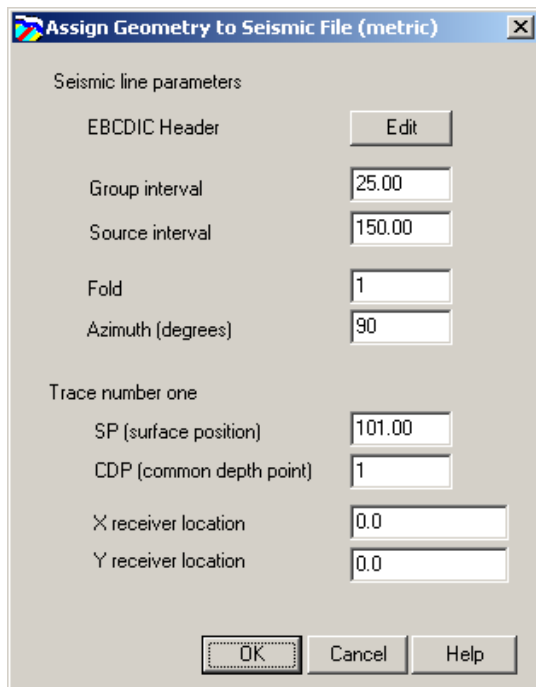 Assign Geometry to Seismic File (metric)
Seismic line parameters
EBCDIC Header Edit
Group interval 25.00
Source interval 150.00
Fold 1
Azimuth (degrees) 90
Trace number one
SP (surface position) 101.00
CDP (common depth point) 1
X receiver location 0.0
Y receiver location 0.0
OK Cancel Help